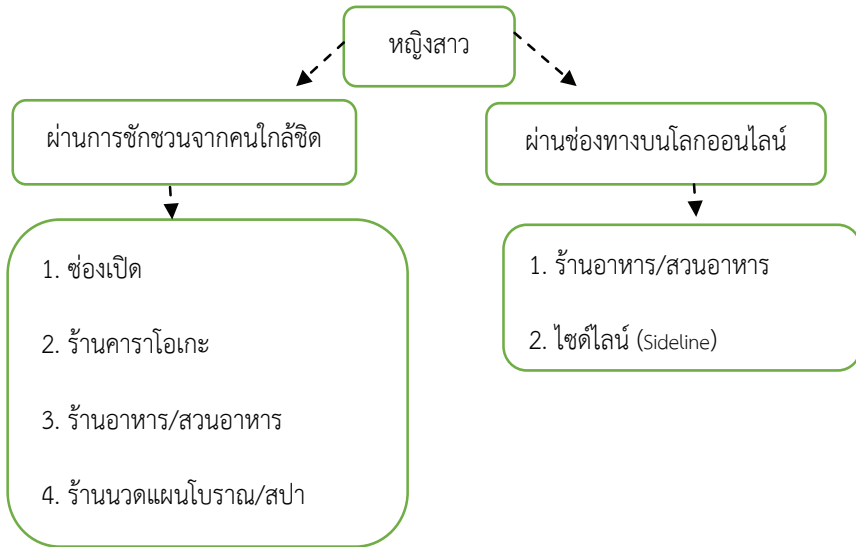 หญิงสาว
ผ่านการชักชวนจากคนใกล้ชิด
ผ่านช่องทางบนโลกออนไลน์
1. ซ่องเปิด
2. ร้านคาราโอเกะ
3. ร้านอาหาร/สวนอาหาร
4. ร้านนวดแผนโบราณ/สปา
1. ร้านอาหาร/สวนอาหาร
2. ไซด์ไลน์ (Sideline)